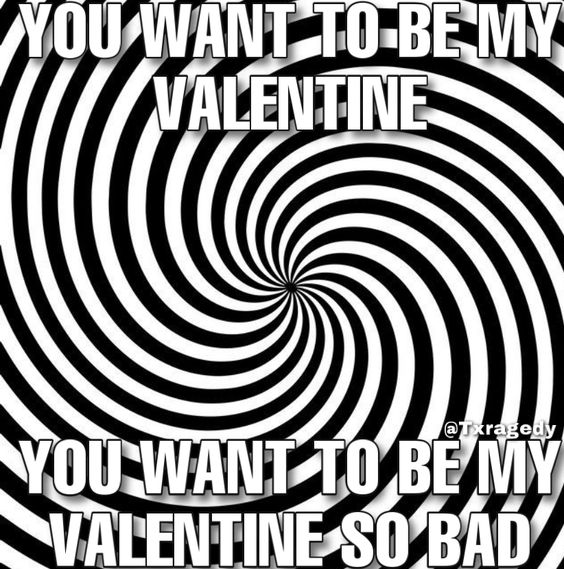 YOU WANT TO BE MY
VALENTINE
@Txragedy
YOU WANT TO BE MY
VALENTINE SO BAD